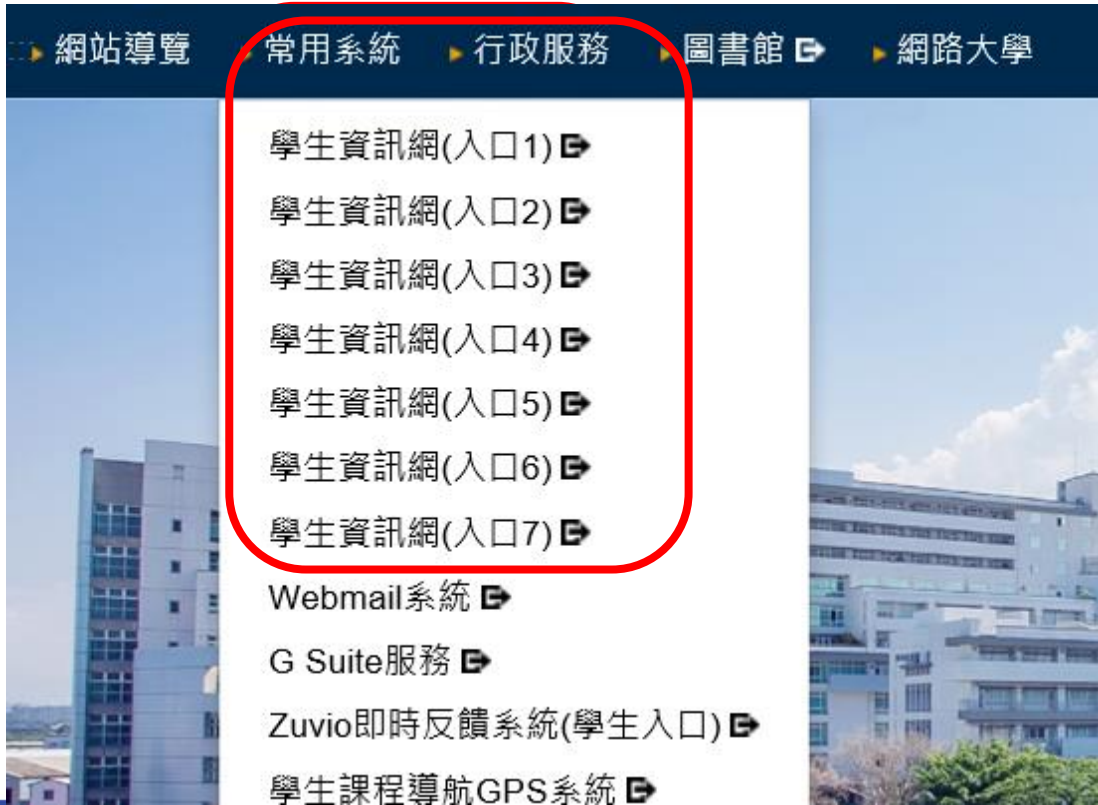 網站導覽 常用系統 行政服務 圖書館 網路大學
學生資訊網(入口1)
學生資訊網(入口2)
學生資訊網(入口3)
學生資訊網(入口4)
學生資訊網(入口5)
學生資訊網(入口6)
學生資訊網(入口7)
Webmail系統
G Suite服務
Zuvio即時反饋系統(學生入口)
學生課程導航GPS系統